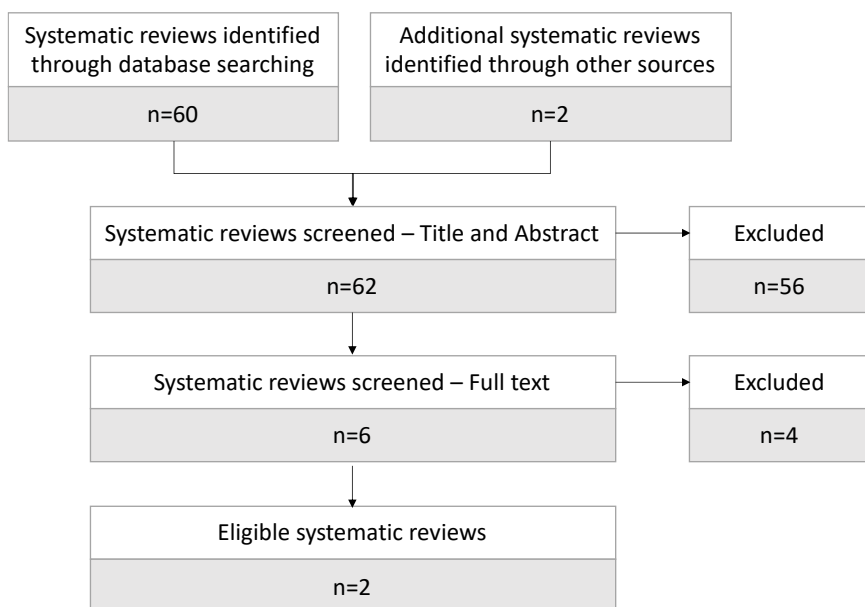 Systematic reviews identified
through database searching
n=60
Additional systematic reviews
identified through other sources
n=2
Systematic reviews screened – Title and Abstract
n=62
Excluded
n=56
Systematic reviews screened – Full text
n=6
Excluded
n=4
Eligible systematic reviews
n=2